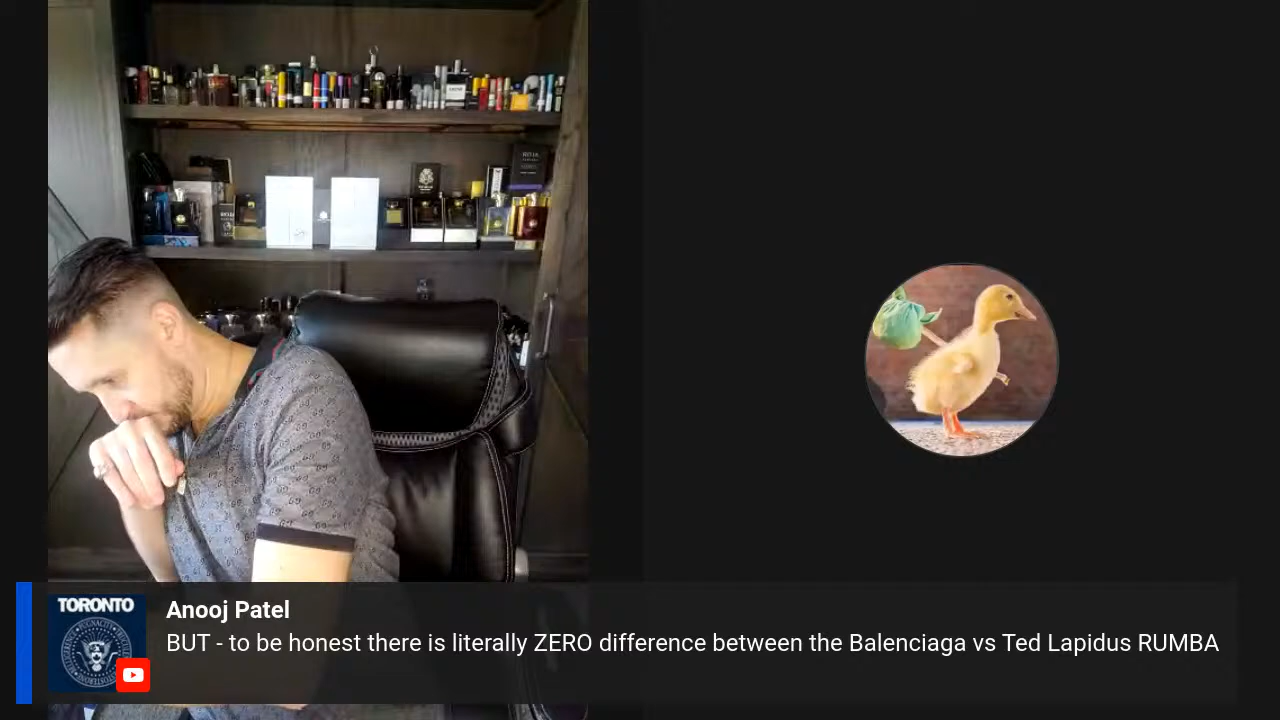 TORONTO
Anooj Patel
BUT - to be honest there is literally ZERO difference between the Balenciaga vs Ted Lapidus RUMBA